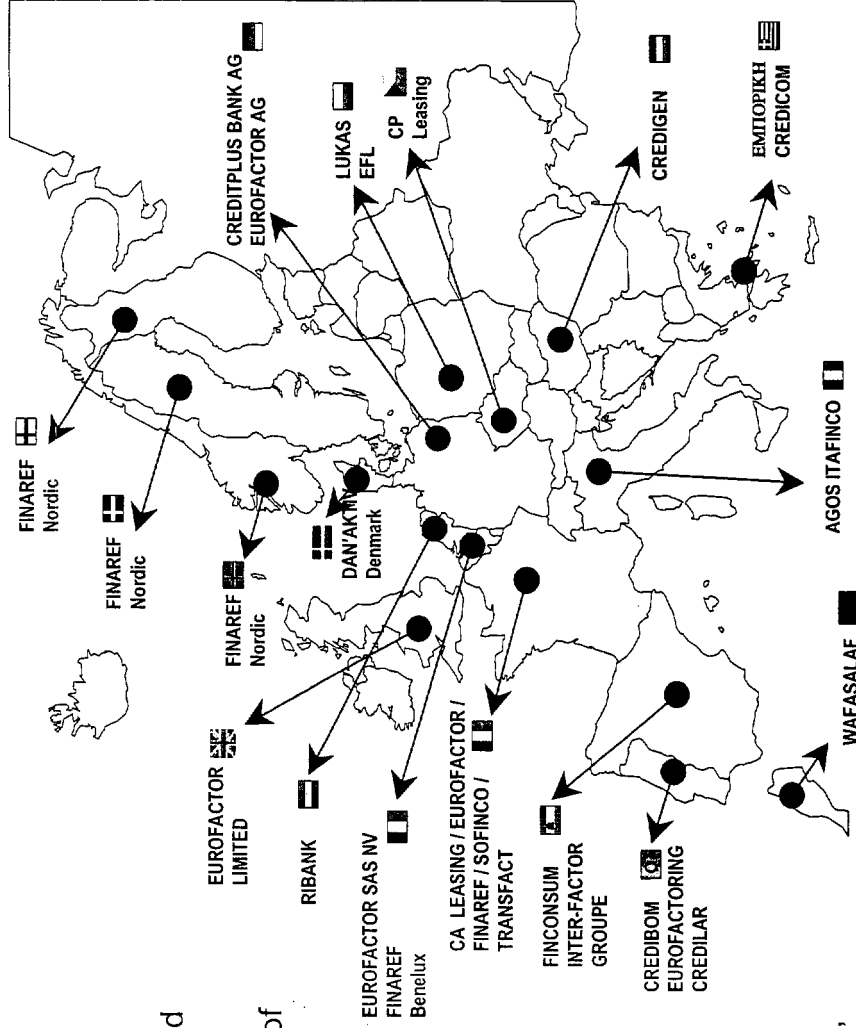 FINAREF
Nordic
FINAREF
Nordic
FINAREF
Nordic
DAN'AKTIV
Denmark
CREDITPLUS BANK AG
EUROFACTOR AG
LUKAS
EFL
CP
Leasing
CREDIGEN
ΕΜΠΟΡΙΚΗ
CREDICOM
EUROFACTOR
LIMITED
RIBANK
EUROFACTOR SAS NV
FINAREF
Benelux
CA LEASING / EUROFACTOR /
FINAREF / SOFINCO /
TRANSFACT
FINCONSUM
INTER-FACTOR
GROUPE
CREDIBOM
EUROFACTORING
CREDILAR
AGOS ITAFINCO
WAFASALAF
d
of
,